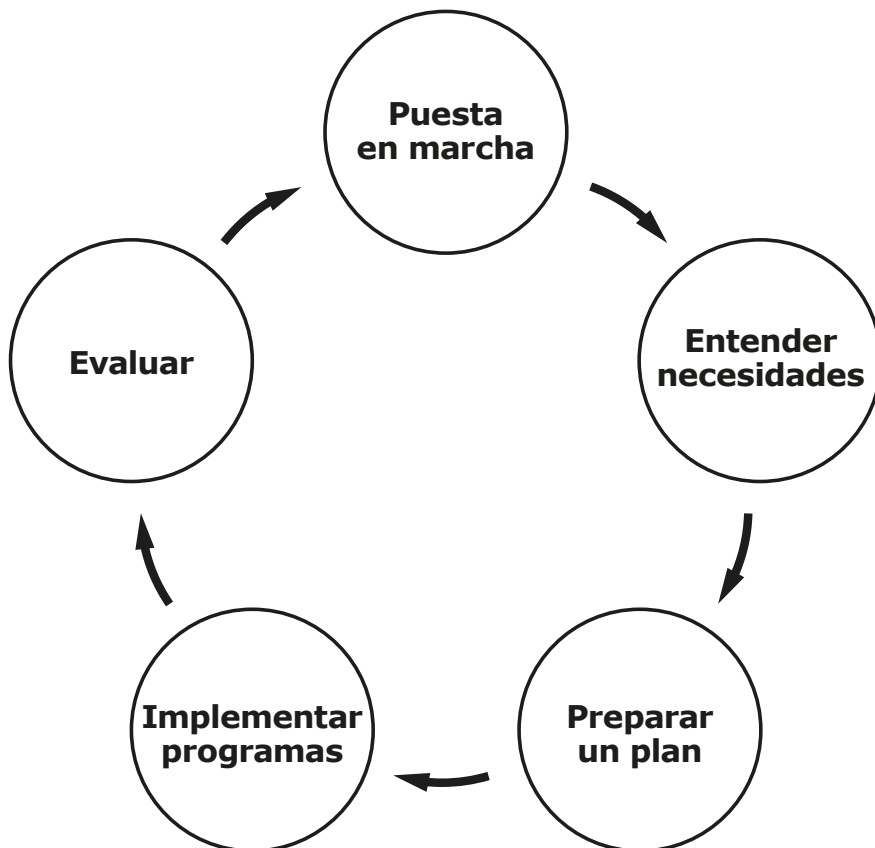 Puesta
en marcha
Entender
necesidades
Preparar
un plan
Implementar
programas
Evaluar